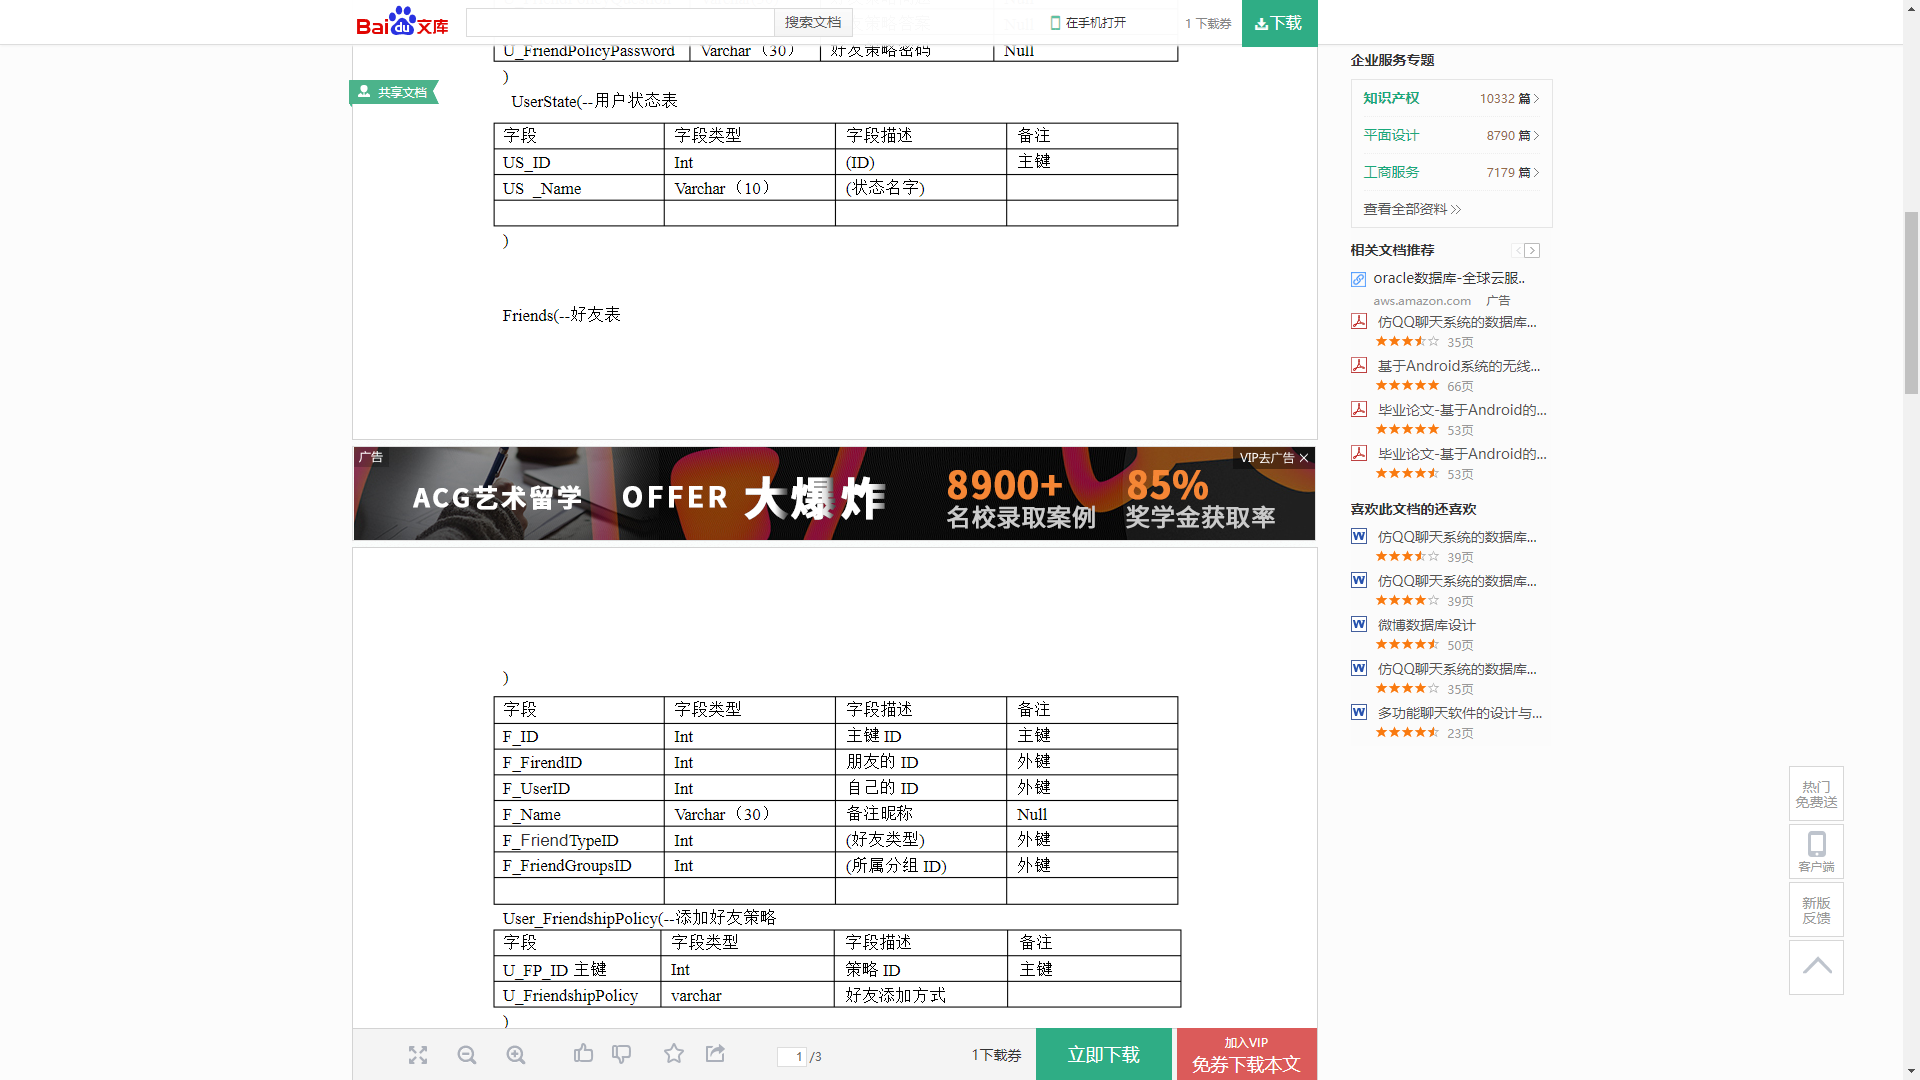 Bai du 文库
搜索文档
在手机打开
1 下载券
下载
U_FriendPolicyPassword Varchar（30） 好友策略密码 Null
)
共享文档
UserState(--用户状态表
字段 字段类型 字段描述 备注
US_ID Int (ID) 主键
US _Name Varchar（10） (状态名字)
)
Friends(--好友表
广告
VIP去广告 ×
ACG艺术留学 OFFER 大爆炸
8900+ 85%
名校录取案例 奖学金获取率
)
字段 字段类型 字段描述 备注
F_ID Int 主键 ID 主键
F_FirendID Int 朋友的 ID 外键
F_UserID Int 自己的 ID 外键
F_Name Varchar（30） 备注昵称 Null
F_FriendTypeID Int (好友类型) 外键
F_FriendGroupsID Int (所属分组 ID) 外键
User_FriendshipPolicy(--添加好友策略
字段 字段类型 字段描述 备注
U_FP_ID 主键 Int 策略 ID 主键
U_FriendshipPolicy varchar 好友添加方式
)
1 /3
1下载券
立即下载
加入VIP
免券下载本文
企业服务专题
知识产权 10332 篇
平面设计 8790 篇
工商服务 7179 篇
查看全部资料
相关文档推荐
oracle数据库-全球云服..
aws.amazon.com 广告
仿QQ聊天系统的数据库...
35页
基于Android系统的无线...
66页
毕业论文-基于Android的...
53页
毕业论文-基于Android的...
53页
喜欢此文档的还喜欢
仿QQ聊天系统的数据库...
39页
仿QQ聊天系统的数据库...
39页
微博数据库设计
50页
仿QQ聊天系统的数据库...
35页
多功能聊天软件的设计与...
23页
热门
免费送
客户端
新版
反馈